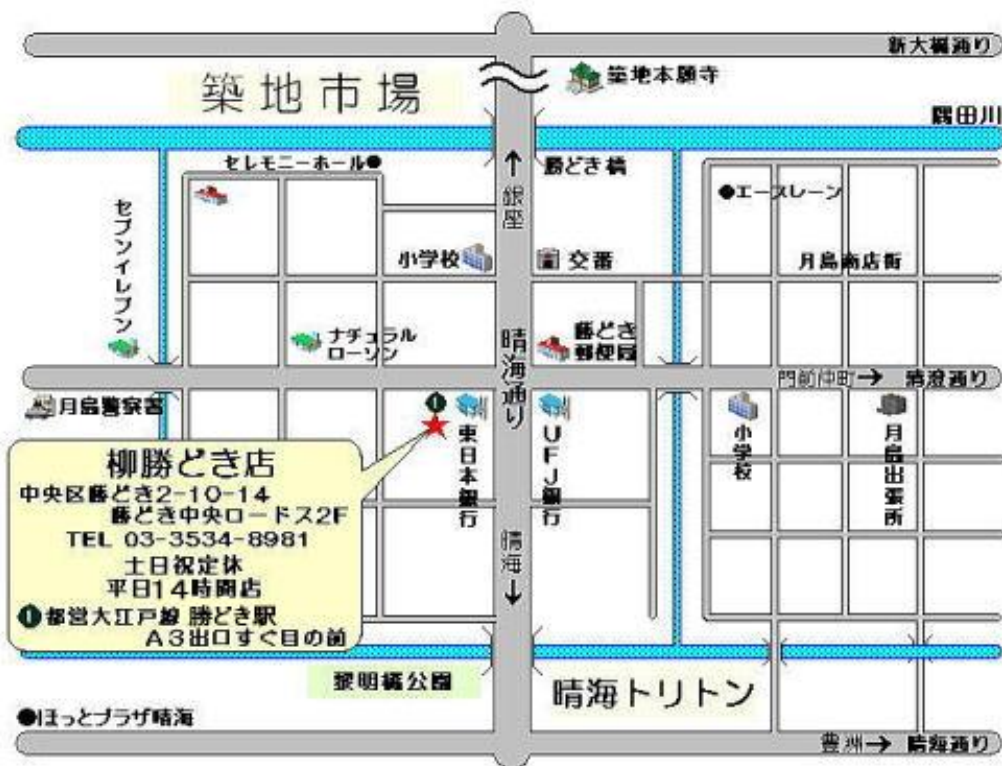 新大橋通り
築地本願寺
築地市場
隅田川
セレモニーホール●
勝どき橋
●エースレーン
↑銀座
セブンイレブン
小学校
交番
月島商店街
ナチュラル
ローソン
晴海通り
藤どき
郵便局
門前仲町→ 清澄通り
月島警察署
東日本銀行
UFJ銀行
小学校
月島出張所
柳勝どき店
中央区藤どき2-10-14
藤どき中央ロードス2F
TEL 03-3534-8981
土日祝定休
平日14時開店
都営大江戸線 勝どき駅
A3出口すぐ目の前
晴海↓
黎明橋公園
晴海トリトン
●ほっとプラザ晴海
豊洲→ 晴海通り